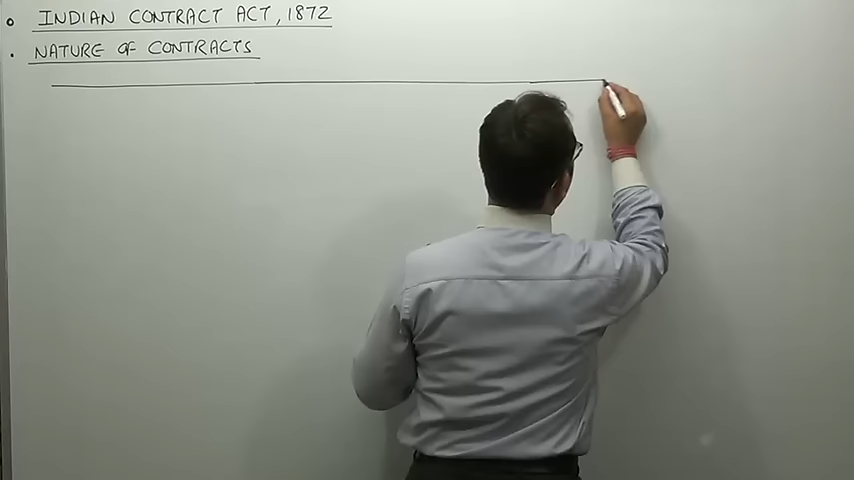 INDIAN CONTRACT ACT, 1872
NATURE OF CONTRACTS